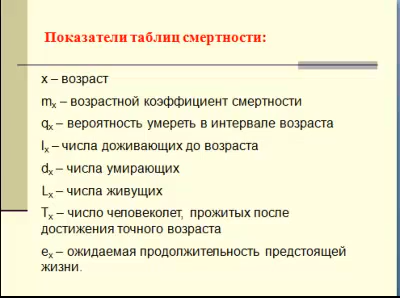 Показатели таблиц смертности:
x – возраст
mₓ – возрастной коэффициент смертности
qₓ – вероятность умереть в интервале возраста
lₓ – числа доживающих до возраста
dₓ – числа умирающих
Lₓ – числа живущих
Tₓ – число человеколет, прожитых после
достижения точного возраста
eₓ – ожидаемая продолжительность предстоящей
жизни.